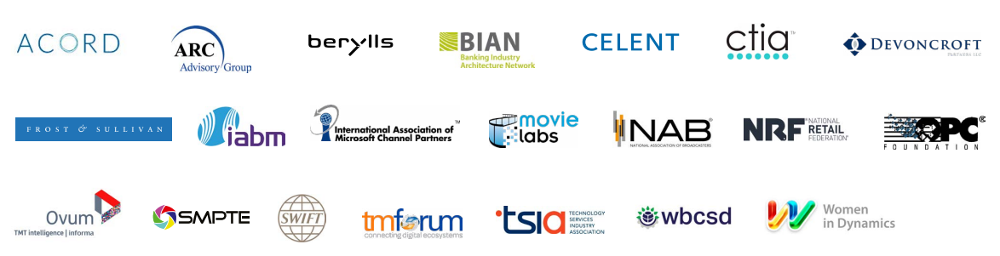 ACORD
ARC
Advisory Group
berylls
BIAN
Banking Industry
Architecture Network
CELENT
ctia™
DEVONCROFT
PARTNERS LLC
FROST & SULLIVAN
iabm
International Association of
Microsoft Channel Partners™
movie
labs
NAB®
NATIONAL ASSOCIATION OF BROADCASTERS
NRF
NATIONAL
RETAIL
FEDERATION®
OPC®
FOUNDATION
Ovum
TMT intelligence | informa
SMPTE
SWIFT
tmforum
connecting digital ecosystems
tsia
TECHNOLOGY
SERVICES
INDUSTRY
ASSOCIATION
wbcsd
Women
in Dynamics